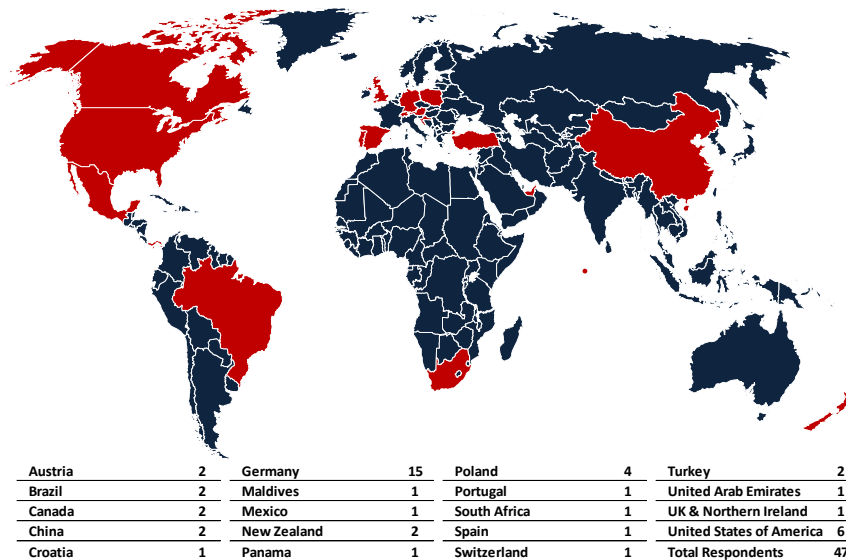 Austria 2 Germany 15 Poland 4 Turkey 2
Brazil 2 Maldives 1 Portugal 1 United Arab Emirates 1
Canada 2 Mexico 1 South Africa 1 UK & Northern Ireland 1
China 2 New Zealand 2 Spain 1 United States of America 6
Croatia 1 Panama 1 Switzerland 1 Total Respondents 47